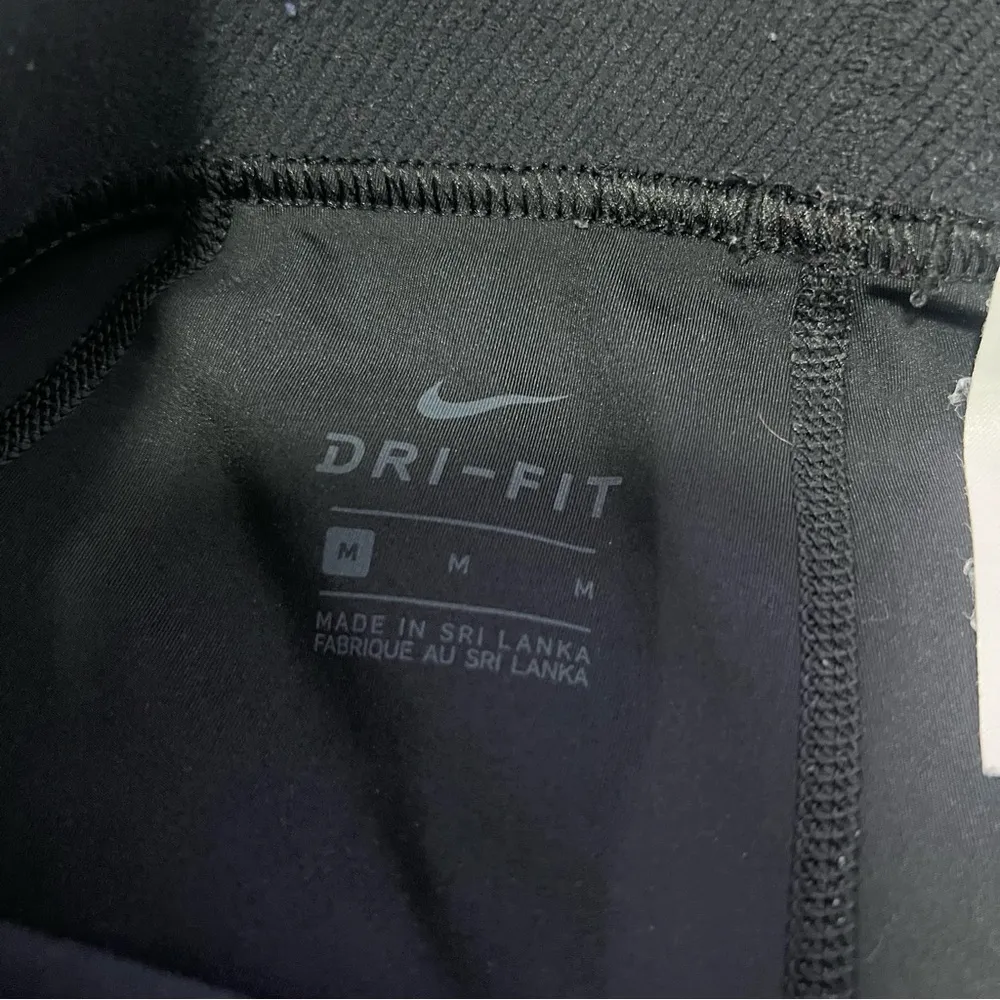 DRI-FIT
M M M
MADE IN SRI LANKA
FABRIQUE AU SRI LANKA